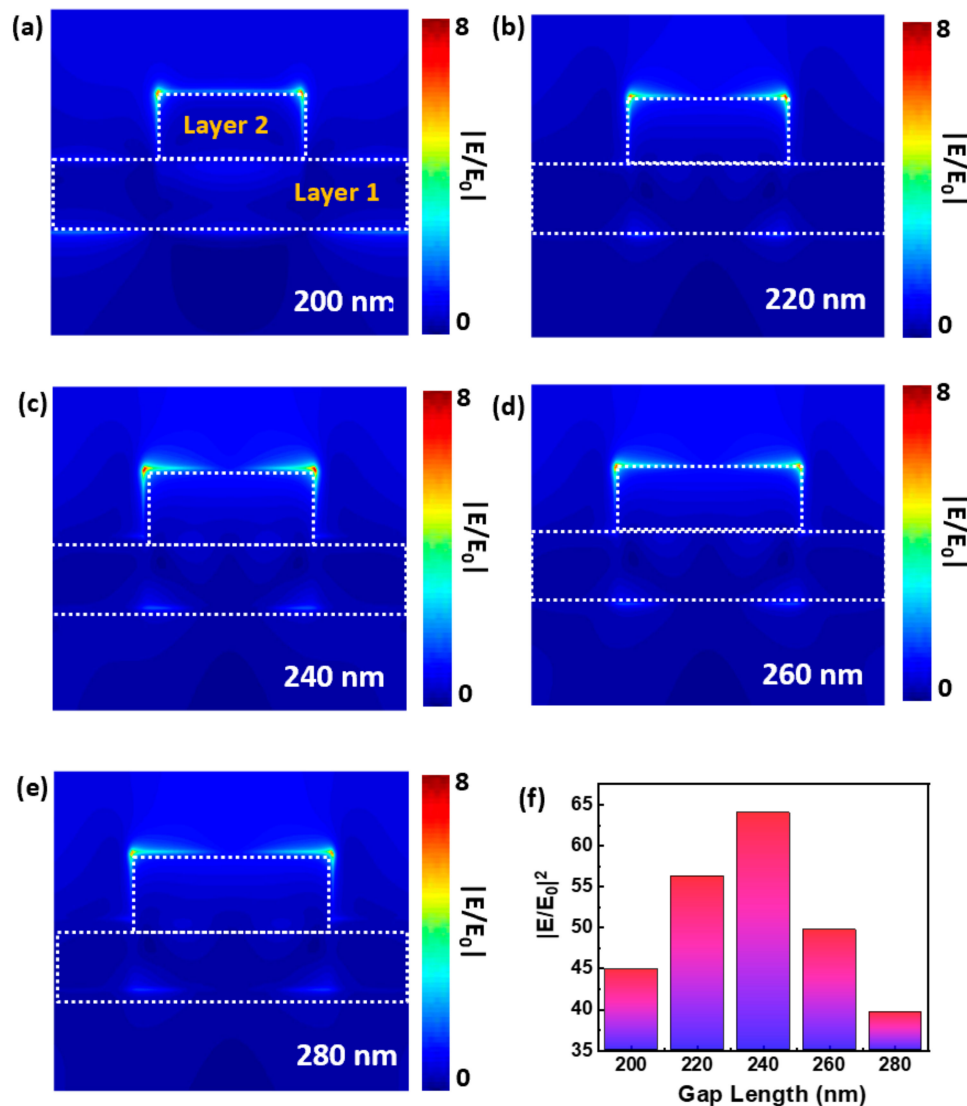 (a)
8
Layer 2
Layer 1
|E/E₀|
200 nm
0
(b)
8
|E/E₀|
220 nm
0
(c)
8
|E/E₀|
240 nm
0
(d)
8
|E/E₀|
260 nm
0
(e)
8
|E/E₀|
280 nm
0
(f)
65
60
55
50
45
40
35
|E/E₀|²
200 220 240 260 280
Gap Length (nm)